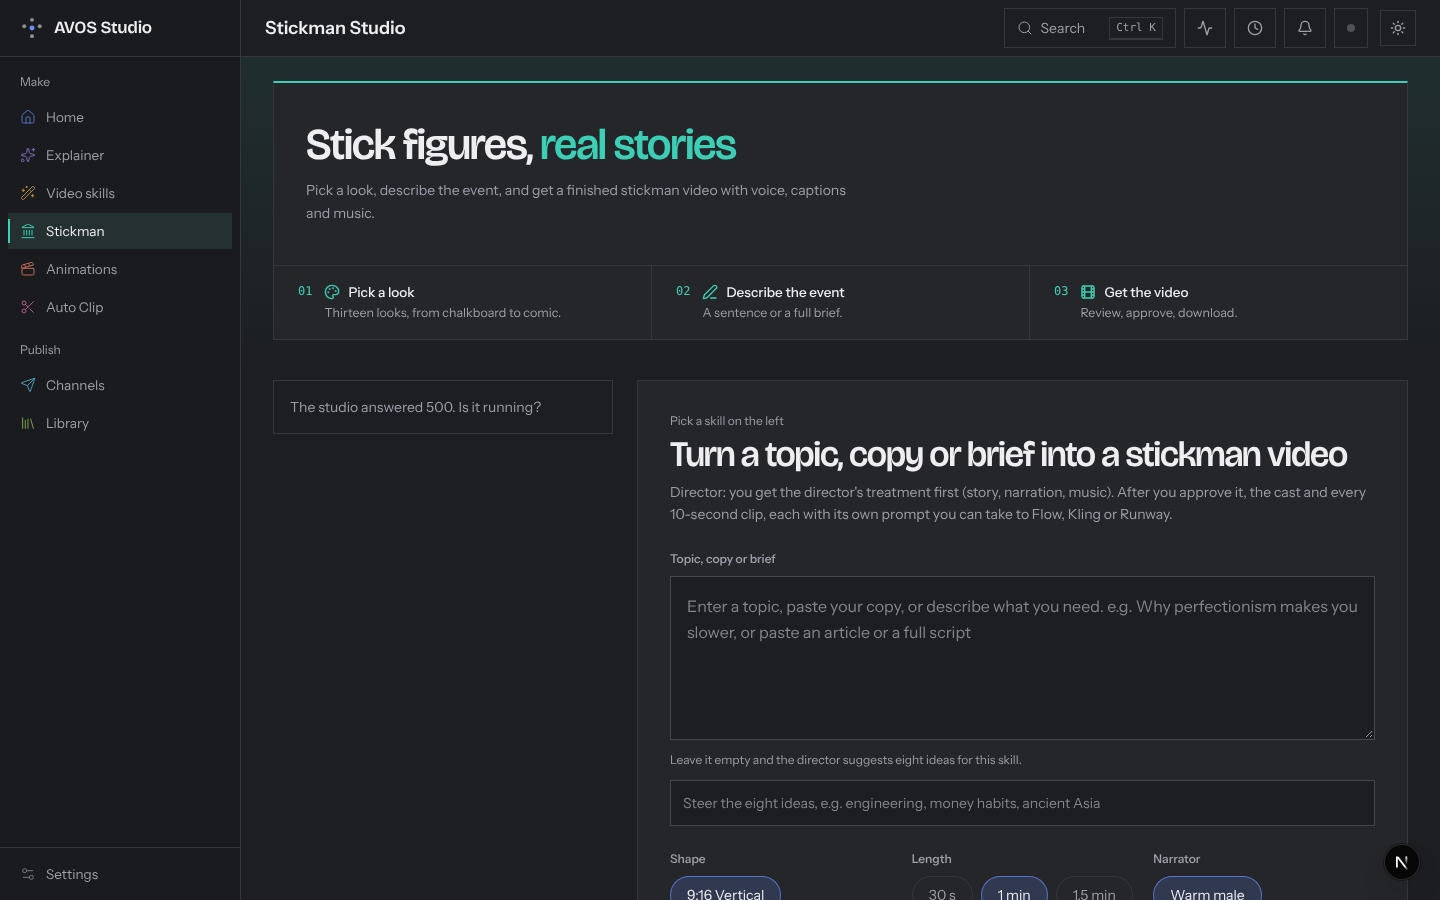 AVOS Studio
Stickman Studio
Search
Ctrl K
Make
Home
Explainer
Video skills
Stickman
Animations
Auto Clip
Publish
Channels
Library
Settings
Stick figures, real stories
Pick a look, describe the event, and get a finished stickman video with voice, captions
and music.
01 Pick a look
Thirteen looks, from chalkboard to comic.
02 Describe the event
A sentence or a full brief.
03 Get the video
Review, approve, download.
The studio answered 500. Is it running?
Pick a skill on the left
Turn a topic, copy or brief into a stickman video
Director: you get the director's treatment first (story, narration, music). After you approve it, the cast and every
10-second clip, each with its own prompt you can take to Flow, Kling or Runway.
Topic, copy or brief
Enter a topic, paste your copy, or describe what you need. e.g. Why perfectionism makes you
slower, or paste an article or a full script
Leave it empty and the director suggests eight ideas for this skill.
Steer the eight ideas, e.g. engineering, money habits, ancient Asia
Shape
9:16 Vertical
Length
30 s
1 min
1.5 min
Narrator
Warm male
N